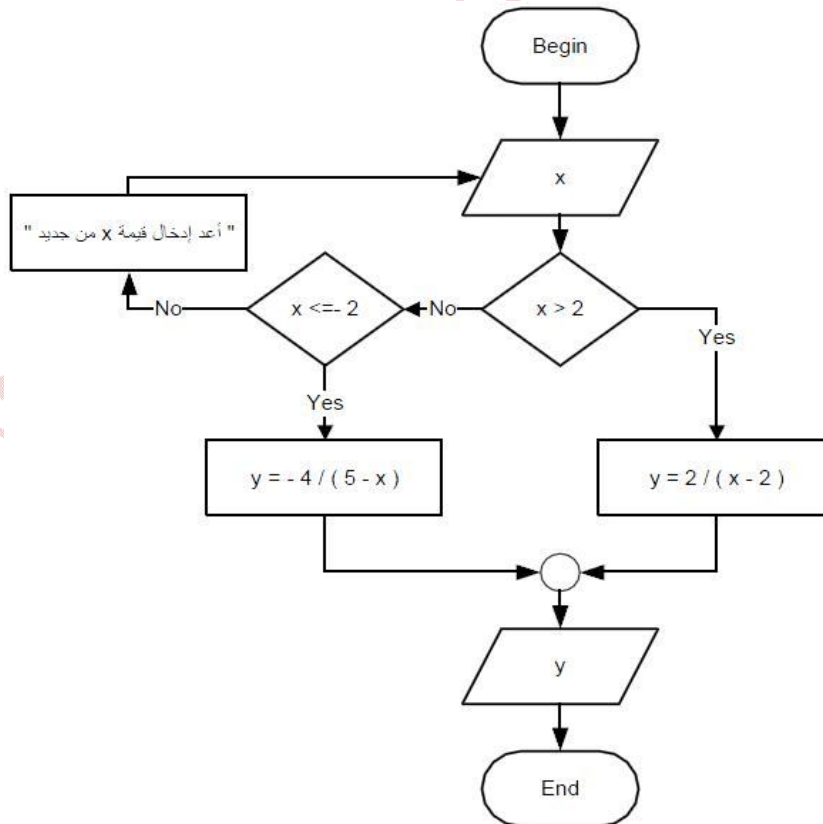 Begin
x
" أعد إدخال قيمة x من جديد "
No
x <=- 2
No
x > 2
Yes
Yes
y = - 4 / ( 5 - x )
y = 2 / ( x - 2 )
y
End